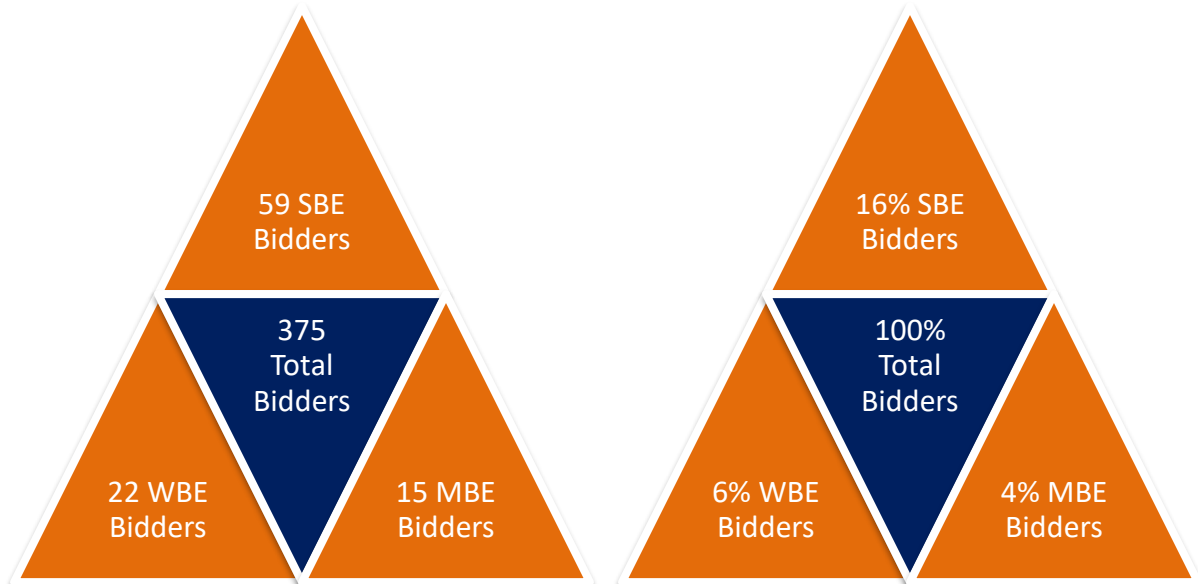 59 SBE
Bidders
375
Total
Bidders
22 WBE
Bidders
15 MBE
Bidders
16% SBE
Bidders
100%
Total
Bidders
6% WBE
Bidders
4% MBE
Bidders